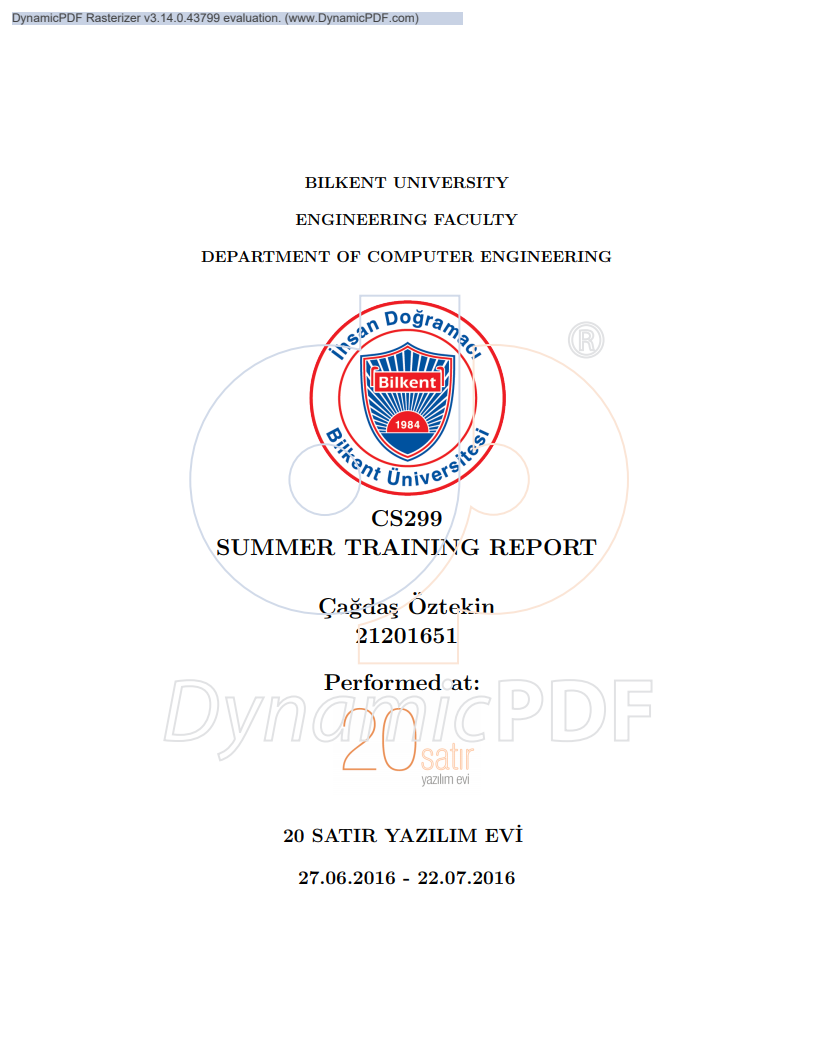 DynamicPDF Rasterizer v3.14.0.43799 evaluation. (www.DynamicPDF.com)
BILKENT UNIVERSITY
ENGINEERING FACULTY
DEPARTMENT OF COMPUTER ENGINEERING
İhsan Doğramacı
Bilkent
1984
Bilkent Üniversitesi
®
CS299
SUMMER TRAINING REPORT
Çağdaş Öztekin
21201651
Performed at:
DynamicPDF
20 satır
yazılım evi
20 SATIR YAZILIM EVİ
27.06.2016 - 22.07.2016